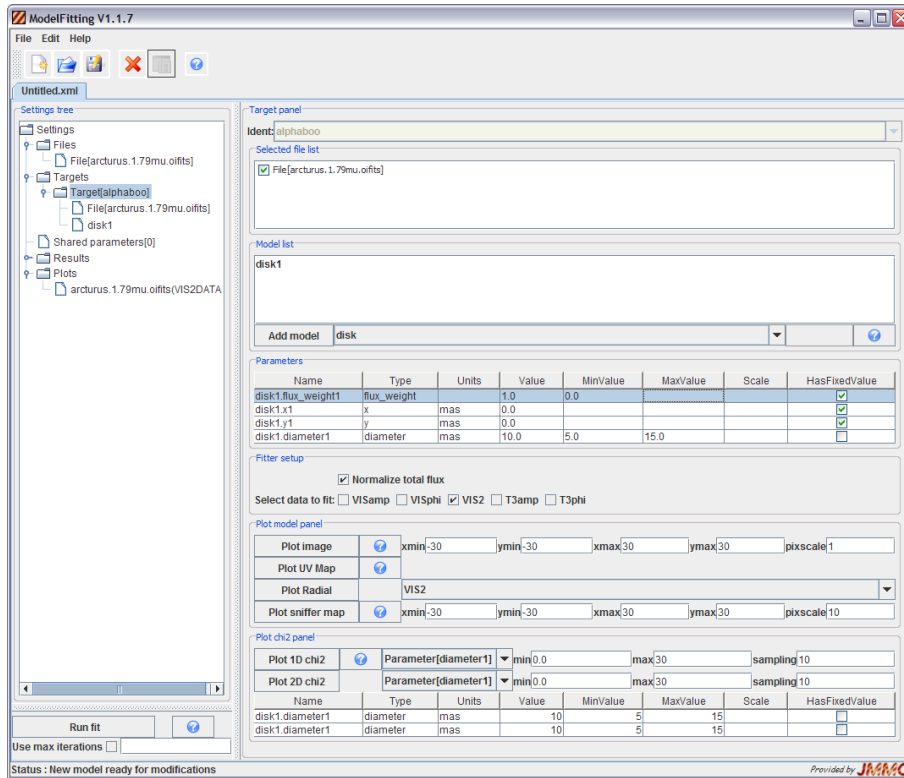 ModelFitting V1.1.7
File Edit Help
Untitled.xml
Settings tree
Settings
Files
File[arcturus.1.79mu.oifits]
Targets
Target[alphaboo]
File[arcturus.1.79mu.oifits]
disk1
Shared parameters[0]
Results
Plots
arcturus.1.79mu.oifits(VIS2DATA
Run fit
Use max iterations
Target panel
Ident: alphaboo
Selected file list
File[arcturus.1.79mu.oifits]
Model list
disk1
Add model disk
Parameters
Name Type Units Value MinValue MaxValue Scale HasFixedValue
disk1.flux_weight1 flux_weight 1.0 0.0
disk1.x1 x mas 0.0
disk1.y1 y mas 0.0
disk1.diameter1 diameter mas 10.0 5.0 15.0
Fitter setup
Normalize total flux
Select data to fit: VISamp VISphi VIS2 T3amp T3phi
Plot model panel
Plot image xmin -30 ymin -30 xmax 30 ymax 30 pixscale 1
Plot UV Map
Plot Radial VIS2
Plot sniffer map xmin -30 ymin -30 xmax 30 ymax 30 pixscale 10
Plot chi2 panel
Plot 1D chi2 Parameter[diameter1] min 0.0 max 30 sampling 10
Plot 2D chi2 Parameter[diameter1] min 0.0 max 30 sampling 10
Name Type Units Value MinValue MaxValue Scale HasFixedValue
disk1.diameter1 diameter mas 10 5 15
disk1.diameter1 diameter mas 10 5 15
Status : New model ready for modifications
Provided by JMMC